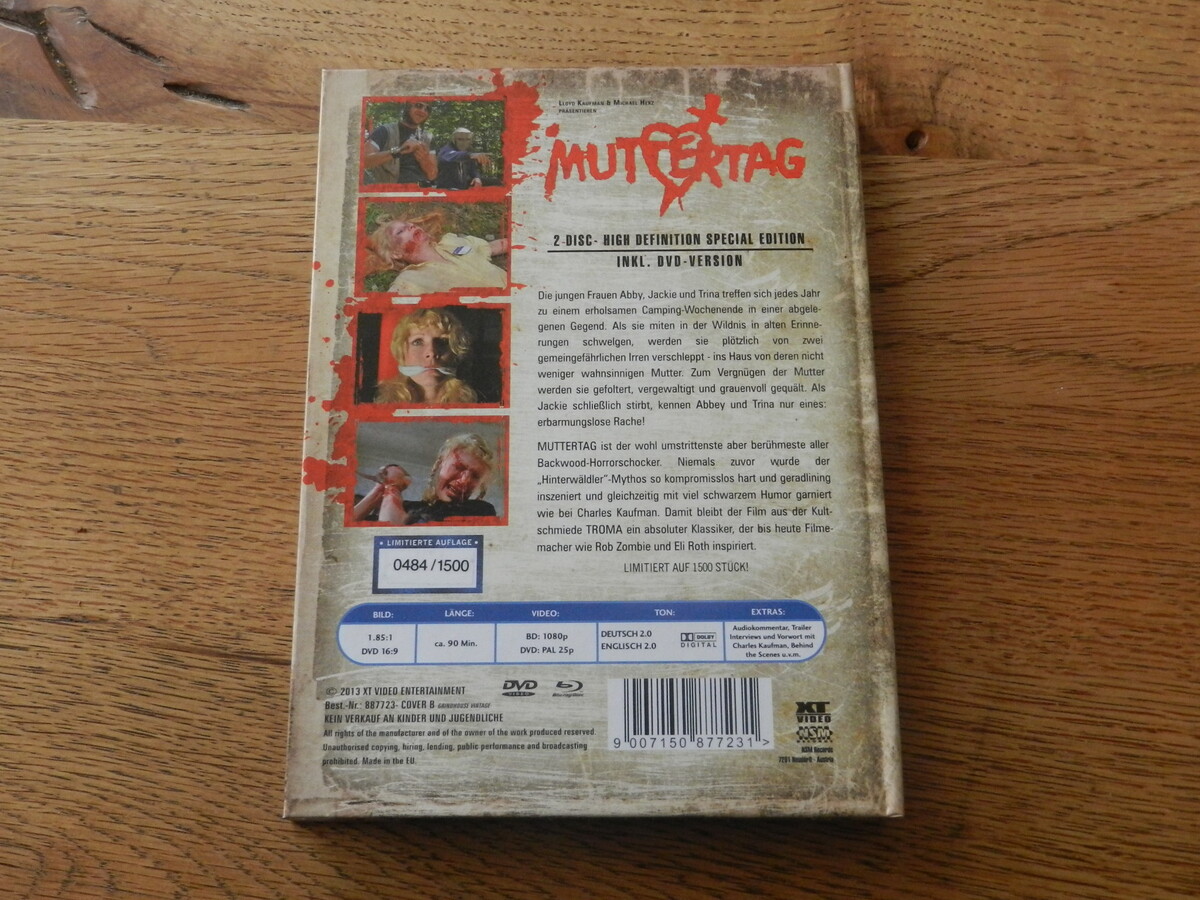 Lloyd Kaufman & Michael Herz
präsentieren
MUTTERTAG
2-DISC- HIGH DEFINITION SPECIAL EDITION
INKL. DVD-VERSION
Die jungen Frauen Abby, Jackie und Trina treffen sich jedes Jahr
zu einem erholsamen Camping-Wochenende in einer abgele-
genen Gegend. Als sie miten in der Wildnis in alten Erinne-
rungen schwelgen, werden sie plötzlich von zwei
gemeingefährlichen Irren verschleppt - ins Haus von deren nicht
weniger wahnsinnigen Mutter. Zum Vergnügen der Mutter
werden sie gefoltert, vergewaltigt und grauenvoll gequält. Als
Jackie schließlich stirbt, kennen Abbey und Trina nur eines:
erbarmungslose Rache!
MUTTERTAG ist der wohl umstrittenste aber berühmeste aller
Backwood-Horrorschocker. Niemals zuvor wurde der
„Hinterwäldler"-Mythos so kompromisslos hart und geradlining
inszeniert und gleichzeitig mit viel schwarzem Humor garniert
wie bei Charles Kaufman. Damit bleibt der Film aus der Kult-
schmiede TROMA ein absoluter Klassiker, der bis heute Filme-
macher wie Rob Zombie und Eli Roth inspiriert.
LIMITIERT AUF 1500 STÜCK!
• LIMITIERTE AUFLAGE •
0484 / 1500
BILD: LÄNGE: VIDEO: TON: EXTRAS:
1.85:1
DVD 16:9
ca. 90 Min.
BD: 1080p
DVD: PAL 25p
DEUTSCH 2.0
ENGLISCH 2.0
DOLBY
DIGITAL
Audiokommentar, Trailer
Interviews und Vorwort mit
Charles Kaufman, Behind
the Scenes u.v.m.
© 2013 XT VIDEO ENTERTAINMENT
Best.-Nr.: 887723- COVER B GRINDHOUSE VINTAGE
KEIN VERKAUF AN KINDER UND JUGENDLICHE
All rights of the manufacturer and of the owner of the work produced reserved.
Unauthorised copying, hiring, lending, public performance and broadcasting
prohibited. Made in the EU.
DVD
VIDEO
Blu-ray Disc
9 007150 877231 >
XT
VIDEO
NSM
RECORDS
NSM Records
7201 Neudörfl - Austria